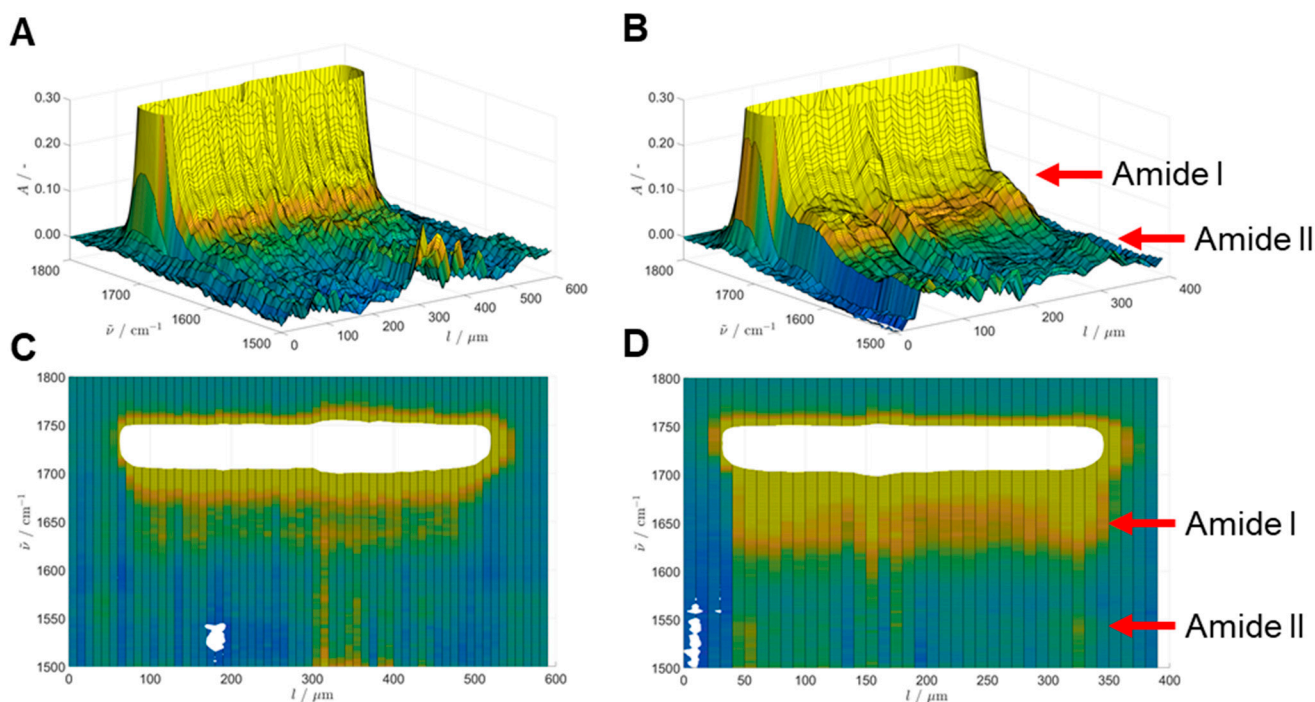 A
B
0.30
0.20
0.10
0.00
A / -
1800
1700
1600
1500
ν̃ / cm⁻¹
0
100
200
300
400
500
600
l / μm
0.30
0.20
0.10
0.00
A / -
1800
1700
1600
1500
ν̃ / cm⁻¹
0
100
200
300
400
l / μm
Amide I
Amide II
C
D
1800
1750
1700
1650
1600
1550
1500
ν̃ / cm⁻¹
0 100 200 300 400 500 600
l / μm
1800
1750
1700
1650
1600
1550
1500
ν̃ / cm⁻¹
0 50 100 150 200 250 300 350 400
l / μm
Amide I
Amide II